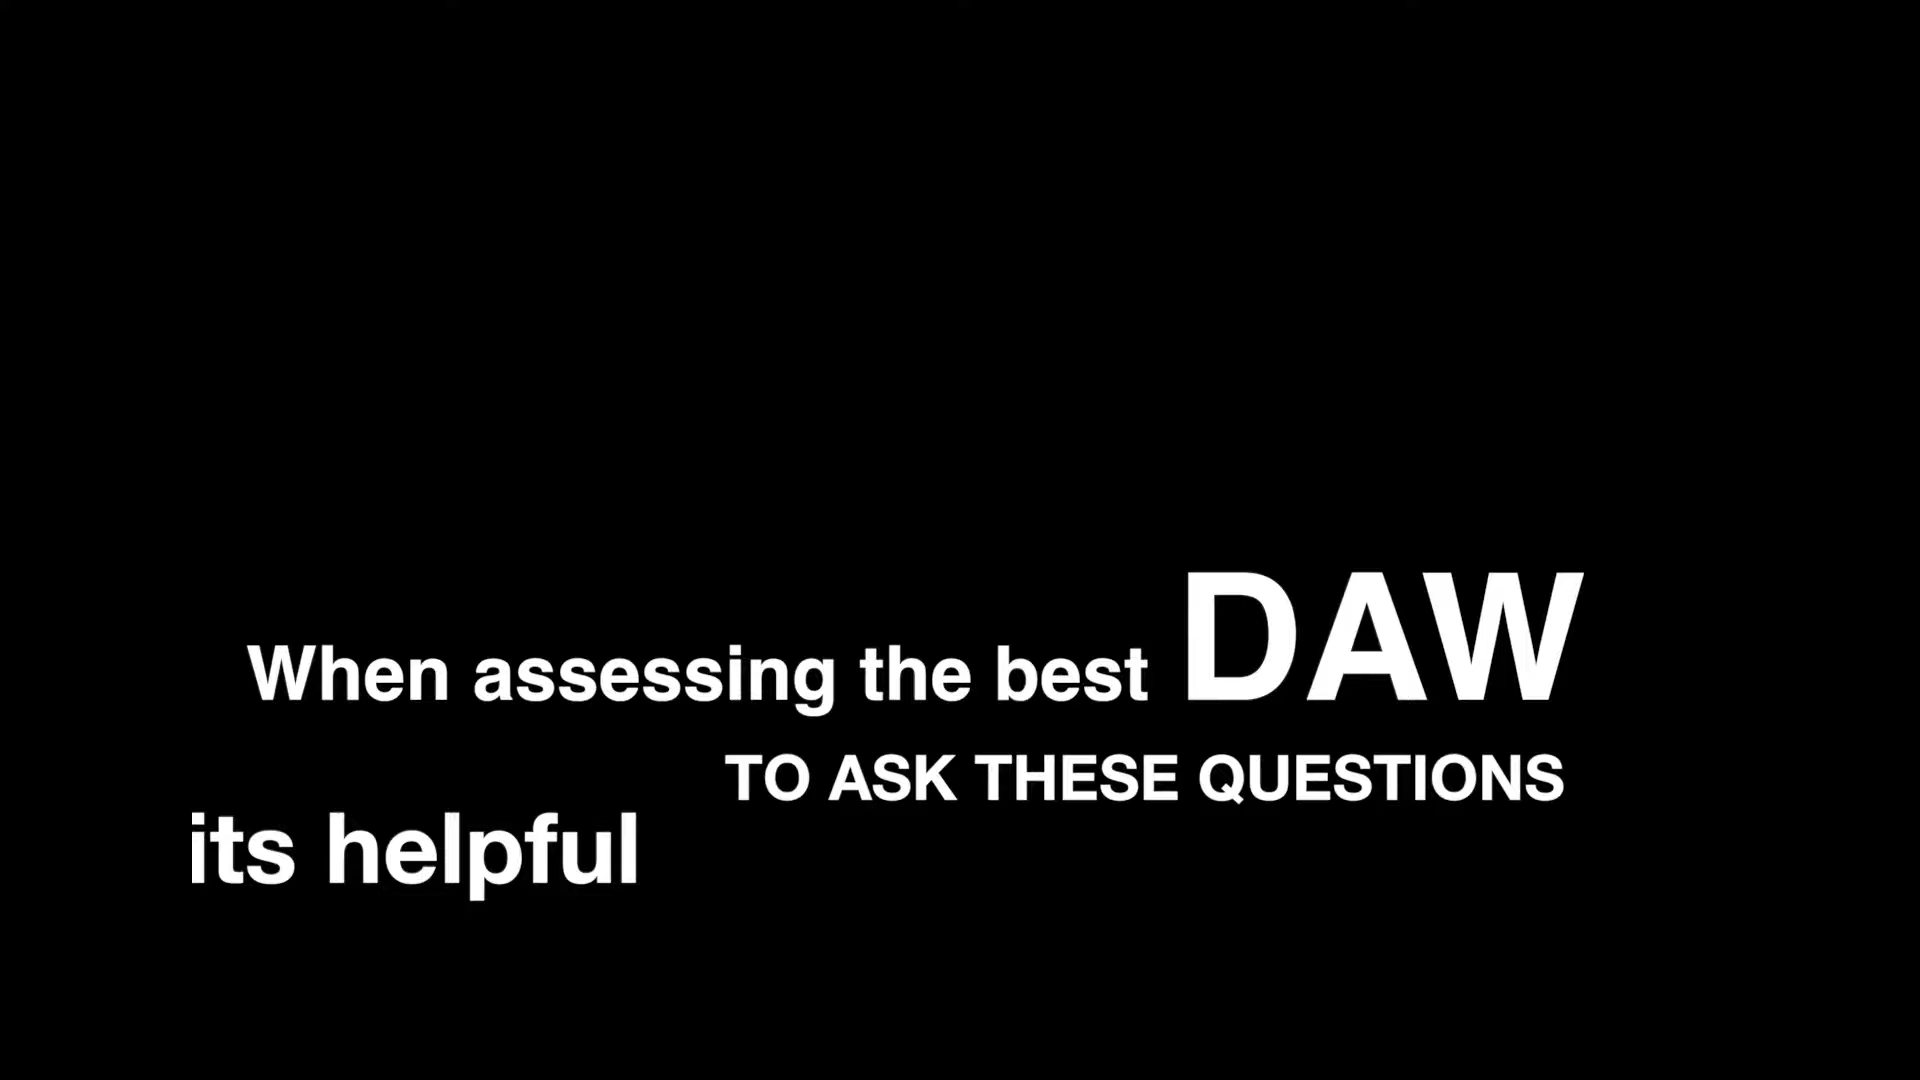 When assessing the best DAW
its helpful
TO ASK THESE QUESTIONS